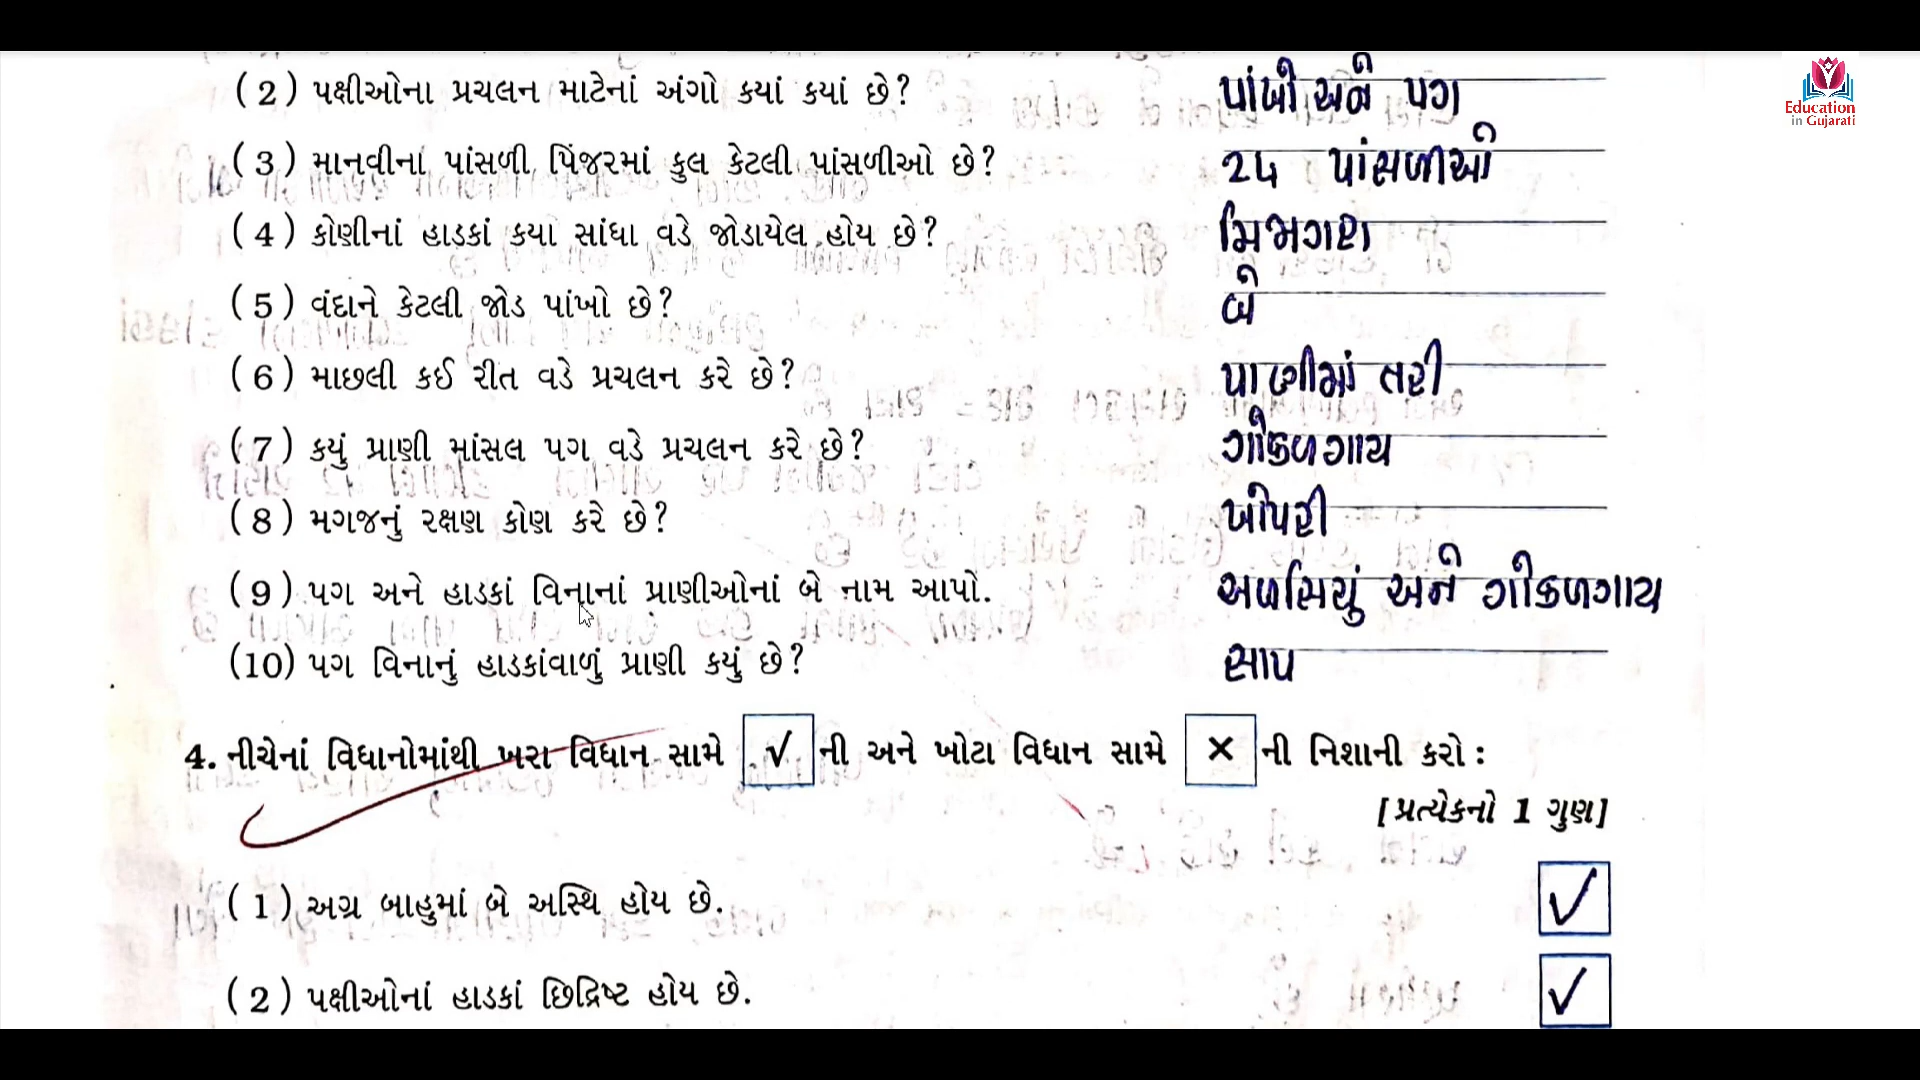 (2) પક્ષીઓના પ્રચલન માટેનાં અંગો કયાં કયાં છે? પાંખો અને પગ
Education
in Gujarati
(3) માનવીના પાંસળી પિંજરમાં કુલ કેટલી પાંસળીઓ છે? ૨૪ પાંસળીઓ
(4) કોણીનાં હાડકાં કયા સાંધા વડે જોડાયેલ હોય છે? મિજાગરા
(5) વંદાને કેટલી જોડ પાંખો છે? બે
(6) માછલી કઈ રીત વડે પ્રચલન કરે છે? પાણીમાં તરી
(7) કયું પ્રાણી માંસલ પગ વડે પ્રચલન કરે છે? ગોકળગાય
(8) મગજનું રક્ષણ કોણ કરે છે? ખોપરી
(9) પગ અને હાડકાં વિનાનાં પ્રાણીઓનાં બે નામ આપો. અળસિયું અને ગોકળગાય
(10) પગ વિનાનું હાડકાંવાળું પ્રાણી કયું છે? સાપ
4. નીચેનાં વિધાનોમાંથી ખરા વિધાન સામે ✓ ની અને ખોટા વિધાન સામે × ની નિશાની કરો :
[પ્રત્યેકનો 1 ગુણ]
(1) અગ્ર બાહુમાં બે અસ્થિ હોય છે. ✓
(2) પક્ષીઓનાં હાડકાં છિદ્રિષ્ટ હોય છે. ✓